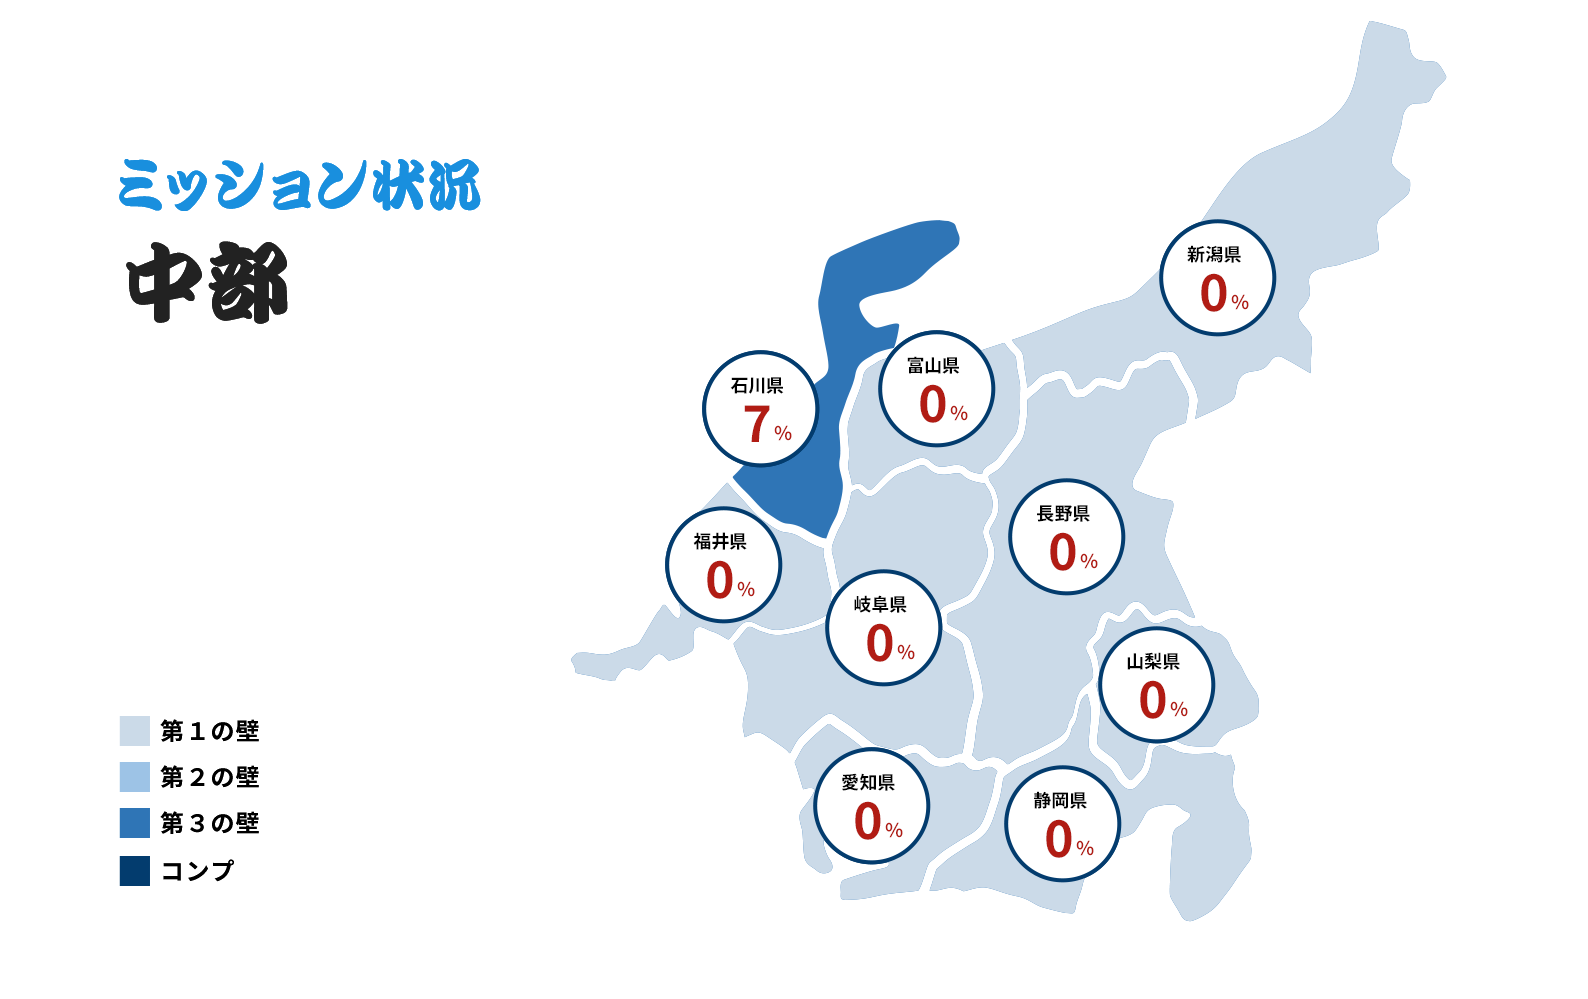 ミッション状況
中部
新潟県
0%
富山県
0%
石川県
7%
長野県
0%
福井県
0%
岐阜県
0%
山梨県
0%
愛知県
0%
静岡県
0%
第１の壁
第２の壁
第３の壁
コンプ